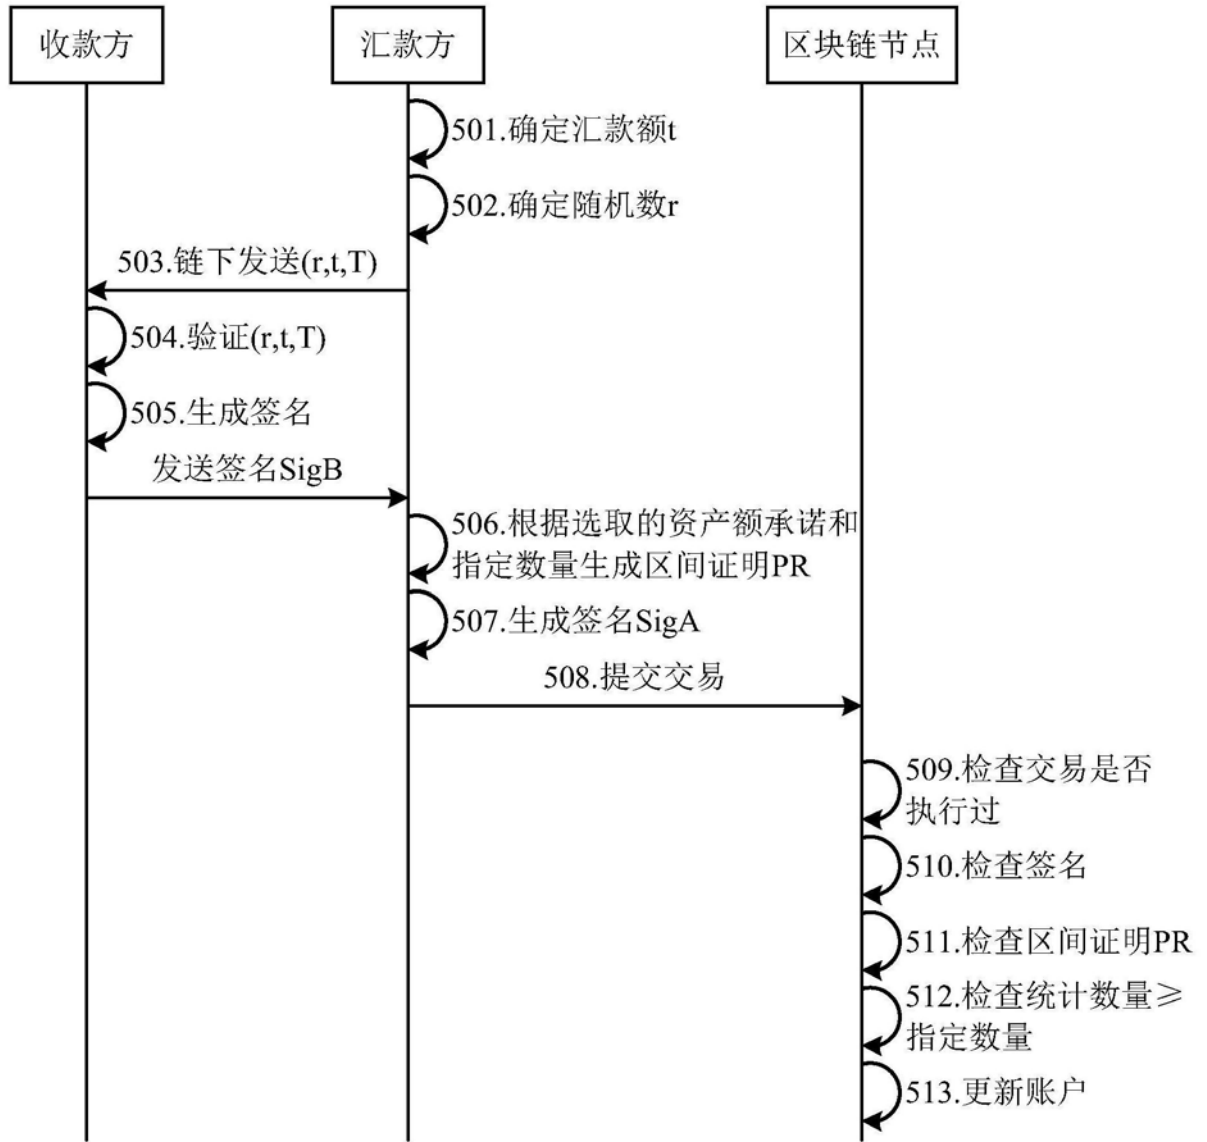 收款方
汇款方
区块链节点
501.确定汇款额t
502.确定随机数r
503.链下发送(r,t,T)
504.验证(r,t,T)
505.生成签名
发送签名SigB
506.根据选取的资产额承诺和
指定数量生成区间证明PR
507.生成签名SigA
508.提交交易
509.检查交易是否
执行过
510.检查签名
511.检查区间证明PR
512.检查统计数量≥
指定数量
513.更新账户